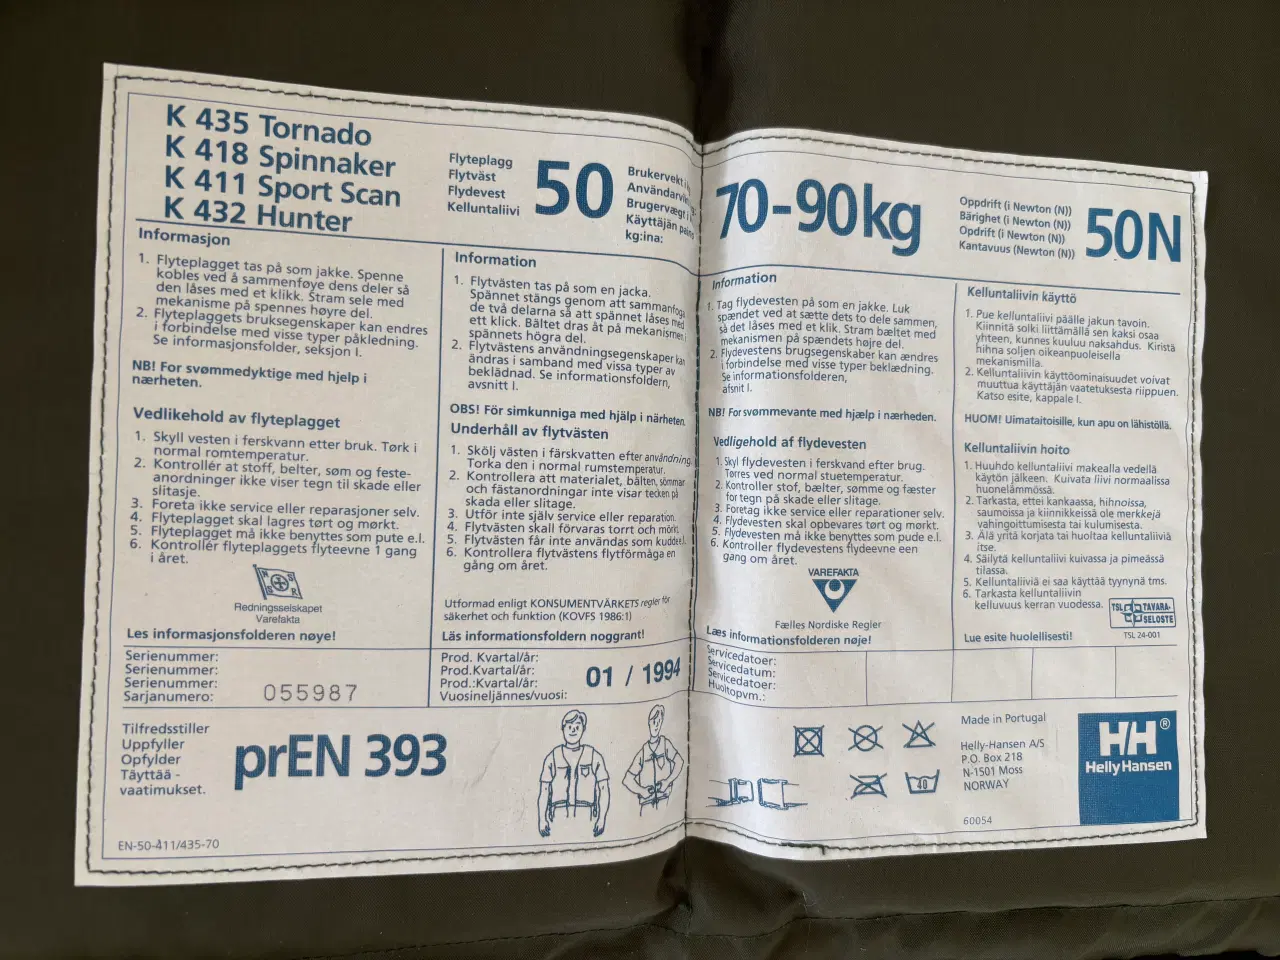 K 435 Tornado
K 418 Spinnaker
K 411 Sport Scan
K 432 Hunter
Flyteplagg
Flytväst
Flydevest
Kelluntaliivi
50
Brukervekt i
Användarvikt
Brugervægt i
Käyttäjän paino
kg:ina:
70-90kg
Oppdrift (i Newton (N))
Bärighet (i Newton (N))
Opdrift (i Newton (N))
Kantavuus (Newton (N))
50N
Informasjon
1. Flyteplagget tas på som jakke. Spenne
kobles ved å sammenføye dens deler så
den låses med et klikk. Stram sele med
mekanisme på spennes høyre del.
2. Flyteplaggets bruksegenskaper kan endres
i forbindelse med visse typer påkledning.
Se informasjonsfolder, seksjon I.
NB! For svømmedyktige med hjelp i
nærheten.
Vedlikehold av flyteplagget
1. Skyll vesten i ferskvann etter bruk. Tørk i
normal romtemperatur.
2. Kontrollér at stoff, belter, søm og feste-
anordninger ikke viser tegn til skade eller
slitasje.
3. Foreta ikke service eller reparasjoner selv.
4. Flyteplagget skal lagres tørt og mørkt.
5. Flyteplagget må ikke benyttes som pute e.l.
6. Kontrollér flyteplaggets flyteevne 1 gang
i året.
N S
S R
Redningsselskapet
Varefakta
Les informasjonsfolderen nøye!
Information
1. Flytvästen tas på som en jacka.
Spännet stängs genom att sammanfoga
de två delarna så att spännet låses med
ett klick. Bältet dras åt på mekanismen i
spännets högra del.
2. Flytvästens användningsegenskaper kan
ändras i samband med vissa typer av
beklädnad. Se informationsfoldern,
avsnitt I.
OBS! För simkunniga med hjälp i närheten.
Underhåll av flytvästen
1. Skölj västen i färskvatten efter användning.
Torka den i normal rumstemperatur.
2. Kontrollera att materialet, bälten, sömmar
och fästanordningar inte visar tecken på
skada eller slitage.
3. Utför inte själv service eller reparation.
4. Flytvästen skall förvaras torrt och mörkt.
5. Flytvästen får inte användas som kudde e.l.
6. Kontrollera flytvästens flytförmåga en
gång om året.
Utformad enligt KONSUMENTVÄRKETS regler för
säkerhet och funktion (KOVFS 1986:1)
Läs informationsfoldern noggrant!
Information
1. Tag flydevesten på som en jakke. Luk
spændet ved at sætte dets to dele sammen,
så det låses med et klik. Stram bæltet med
mekanismen på spændets højre del.
2. Flydevestens brugsegenskaber kan ændres
i forbindelse med visse typer beklædning.
Se informationsfolderen,
afsnit I.
NB! For svømmevante med hjælp i nærheden.
Vedligehold af flydevesten
1. Skyl flydevesten i ferskvand efter brug.
Tørres ved normal stuetemperatur.
2. Kontroller stof, bælter, sømme og fæster
for tegn på skade eller slitage.
3. Foretag ikke service eller reparationer selv.
4. Flydevesten skal opbevares tørt og mørkt.
5. Flydevesten må ikke benyttes som pude e.l.
6. Kontroller flydevestens flydeevne een
gang om året.
VAREFAKTA
Fælles Nordiske Regler
Læs informationsfolderen nøje!
Kelluntaliivin käyttö
1. Pue kelluntaliivi päälle jakun tavoin.
Kiinnitä solki liittämällä sen kaksi osaa
yhteen, kunnes kuuluu naksahdus. Kiristä
hihna soljen oikeanpuoleisella
mekanismilla.
2. Kelluntaliivin käyttöominaisuudet voivat
muuttua käyttäjän vaatetuksesta riippuen.
Katso esite, kappale I.
HUOM! Uimataitoisille, kun apu on lähistöllä.
Kelluntaliivin hoito
1. Huuhdo kelluntaliivi makealla vedellä
käytön jälkeen. Kuivata liivi normaalissa
huonelämmössä.
2. Tarkasta, ettei kankaassa, hihnoissa,
saumoissa ja kiinnikkeissä ole merkkejä
vahingoittumisesta tai kulumisesta.
3. Älä yritä korjata tai huoltaa kelluntaliiviä
itse.
4. Säilytä kelluntaliivi kuivassa ja pimeässä
tilassa.
5. Kelluntaliiviä ei saa käyttää tyynynä tms.
6. Tarkasta kelluntaliivin
kelluvuus kerran vuodessa.
TSL TAVARA-
SELOSTE
TSL 24-001
Lue esite huolellisesti!
Serienummer:
Serienummer:
Serienummer:
Sarjanumero:
055987
Prod. Kvartal/år:
Prod.Kvartal/år:
Prod.:Kvartal/år:
Vuosineljännes/vuosi:
01 / 1994
Servicedatoer:
Servicedatum:
Servicedatoer:
Huoltopvm.:
Tilfredsstiller
Uppfyller
Opfylder
Täyttää -
vaatimukset.
prEN 393
EN-50-411/435-70
40
Made in Portugal
Helly-Hansen A/S
P.O. Box 218
N-1501 Moss
NORWAY
60054
HH®
Helly Hansen